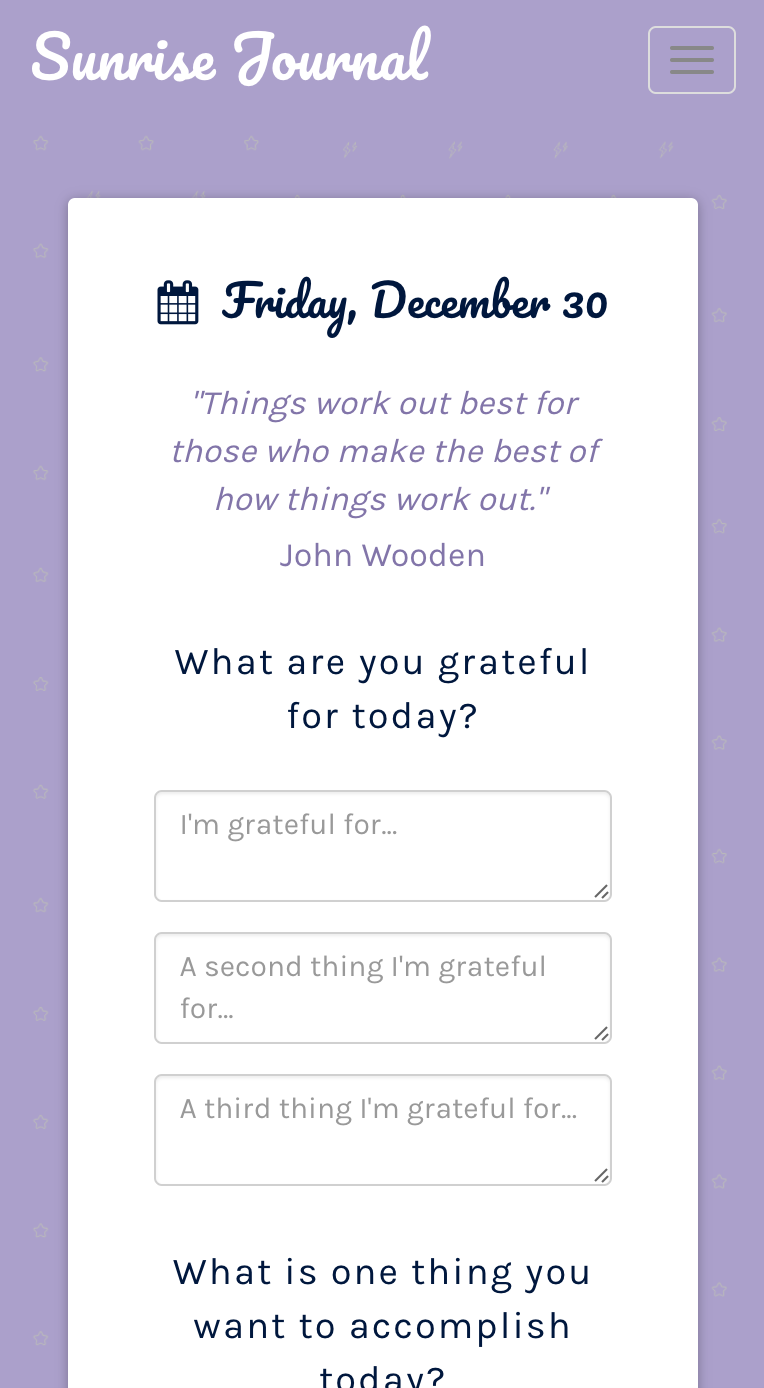 Sunrise Journal
Friday, December 30
"Things work out best for
those who make the best of
how things work out."
John Wooden
What are you grateful
for today?
I'm grateful for...
A second thing I'm grateful
for...
A third thing I'm grateful for...
What is one thing you
want to accomplish
today?